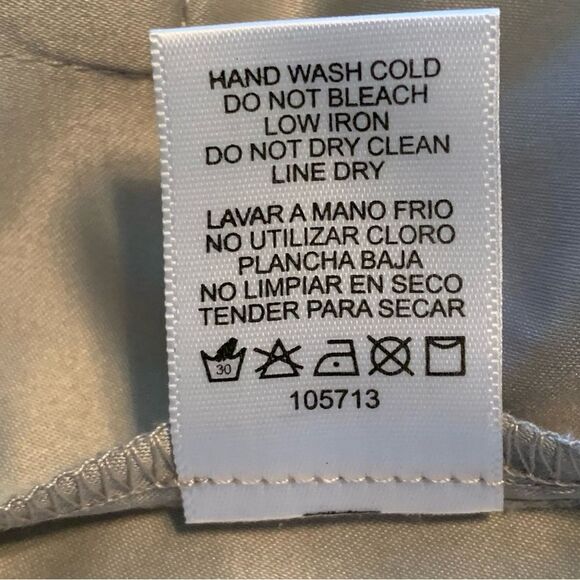 HAND WASH COLD
DO NOT BLEACH
LOW IRON
DO NOT DRY CLEAN
LINE DRY
LAVAR A MANO FRIO
NO UTILIZAR CLORO
PLANCHA BAJA
NO LIMPIAR EN SECO
TENDER PARA SECAR
30
105713